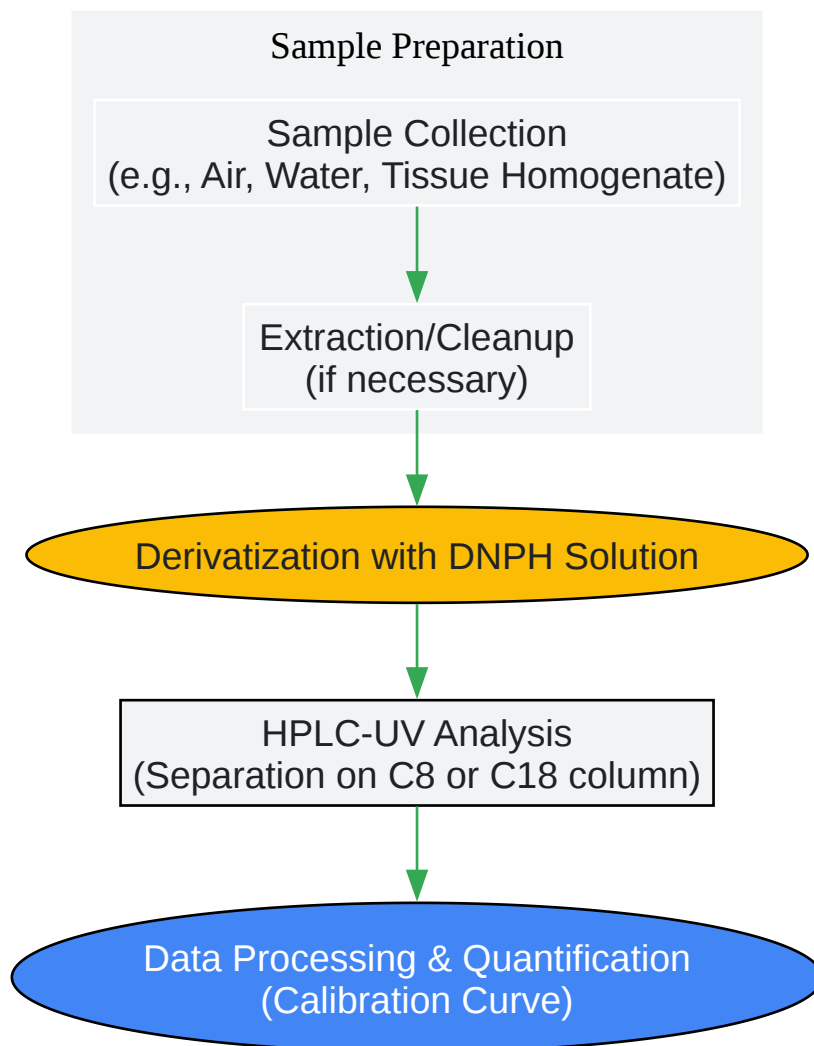 Sample Preparation
Sample Collection
(e.g., Air, Water, Tissue Homogenate)
Extraction/Cleanup
(if necessary)
Derivatization with DNPH Solution
HPLC-UV Analysis
(Separation on C8 or C18 column)
Data Processing & Quantification
(Calibration Curve)